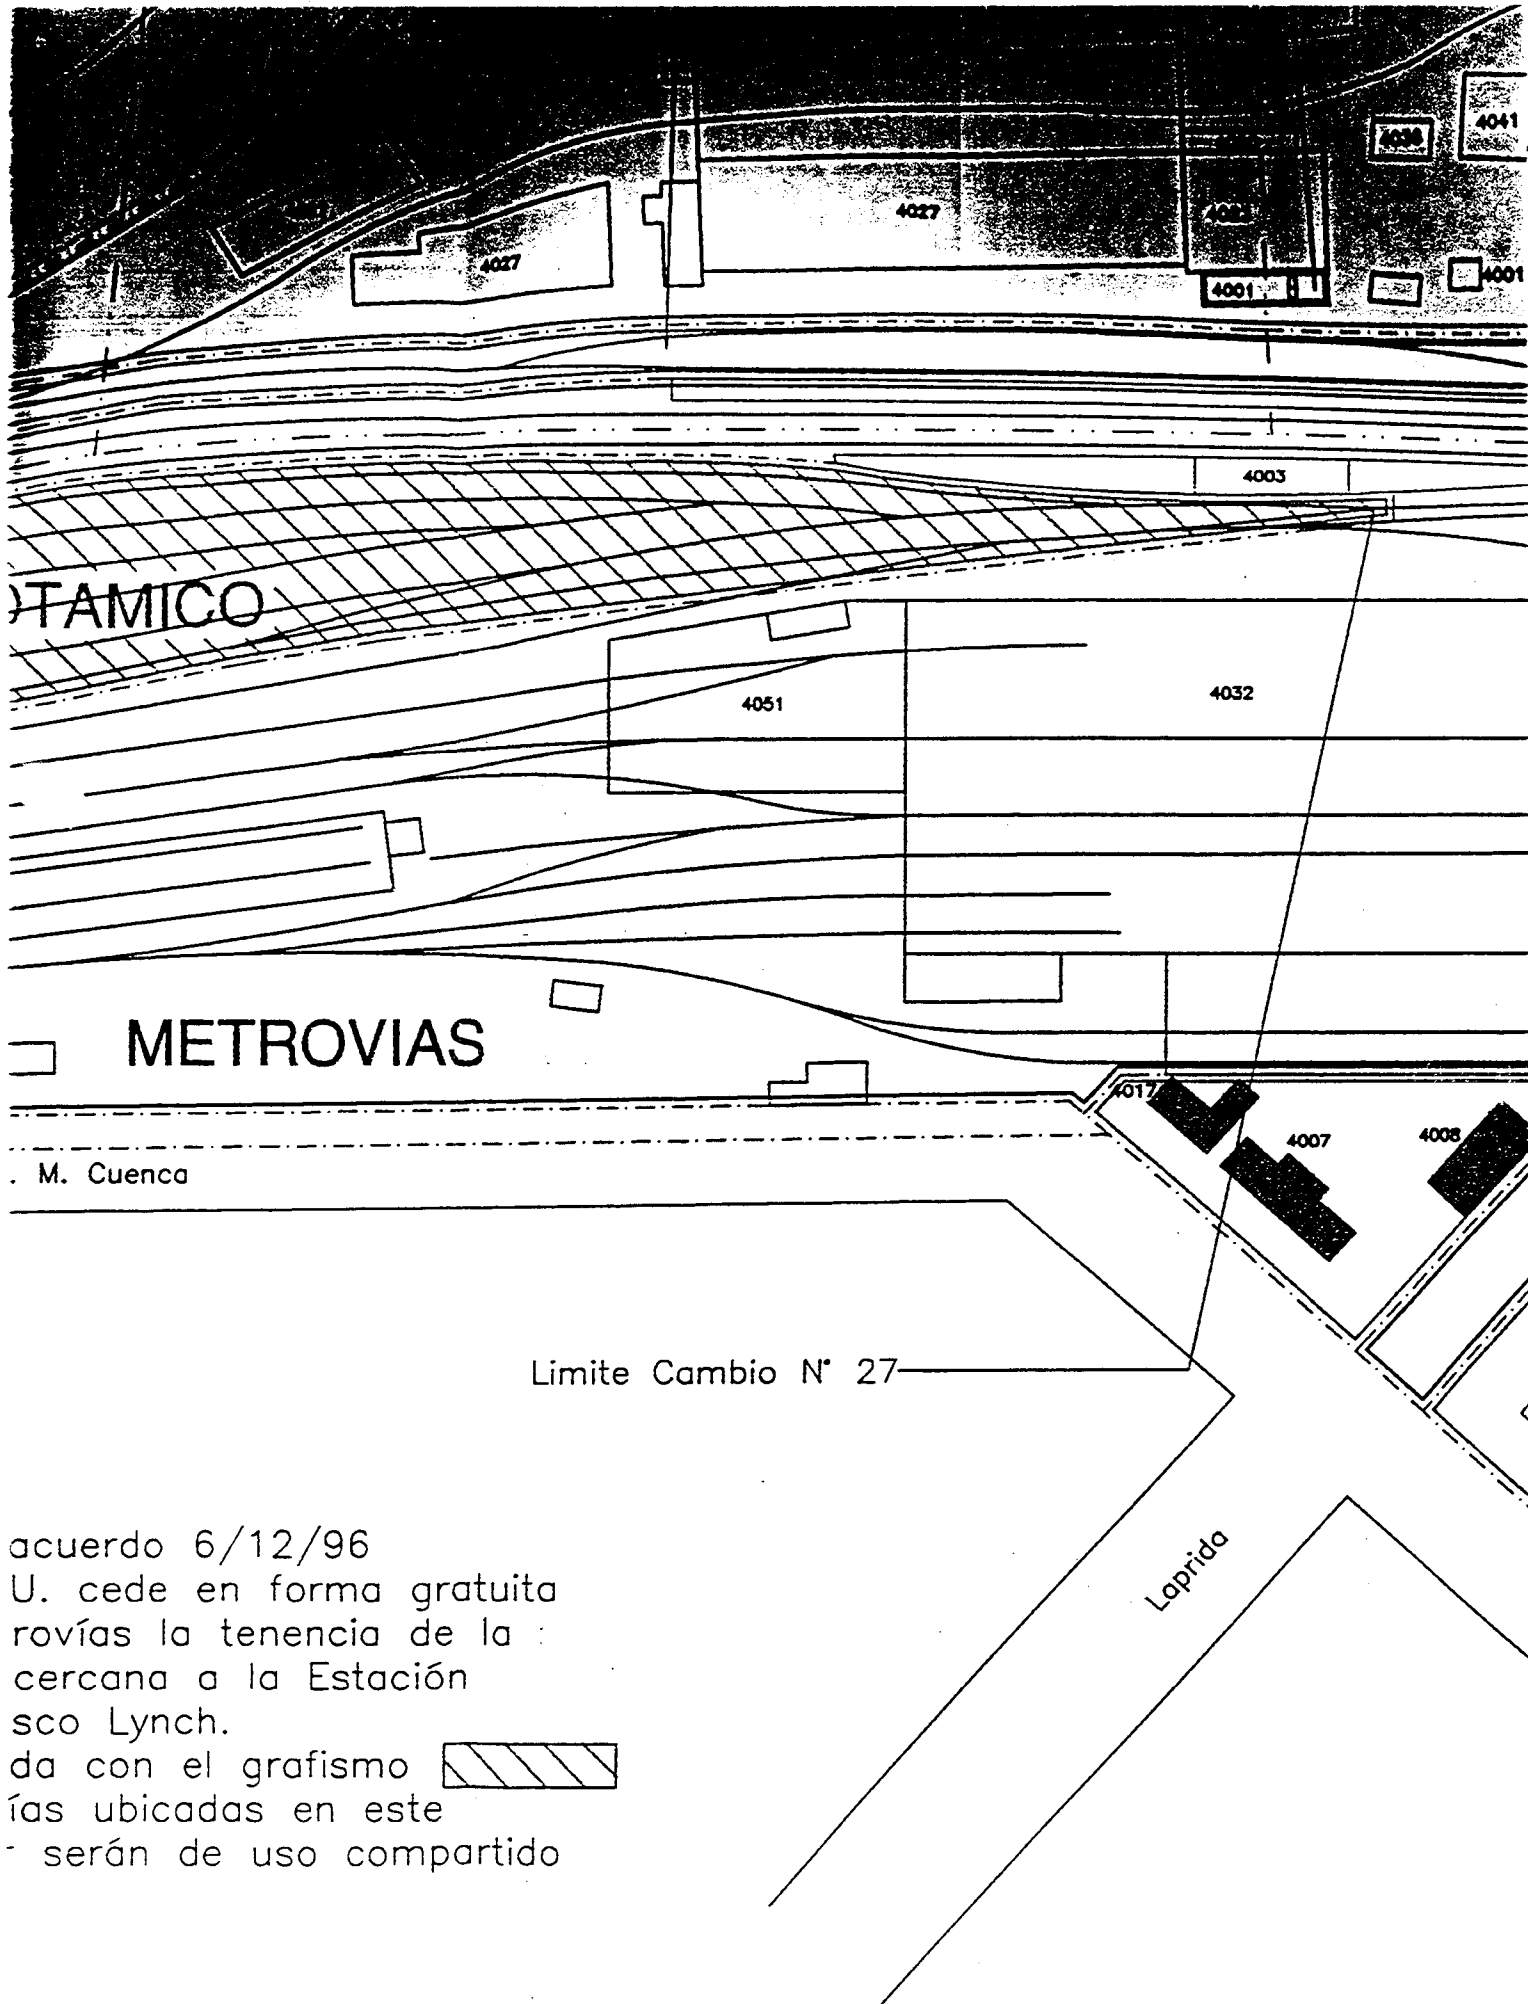 4041
4027
4027
4001
4001
4003
OTAMICO
4051
4032
METROVIAS
4017
4007
4008
. M. Cuenca
Limite Cambio N° 27
Laprida
acuerdo 6/12/96
U. cede en forma gratuita
rovías la tenencia de la :
cercana a la Estación
sco Lynch.
da con el grafismo
ías ubicadas en este
serán de uso compartido